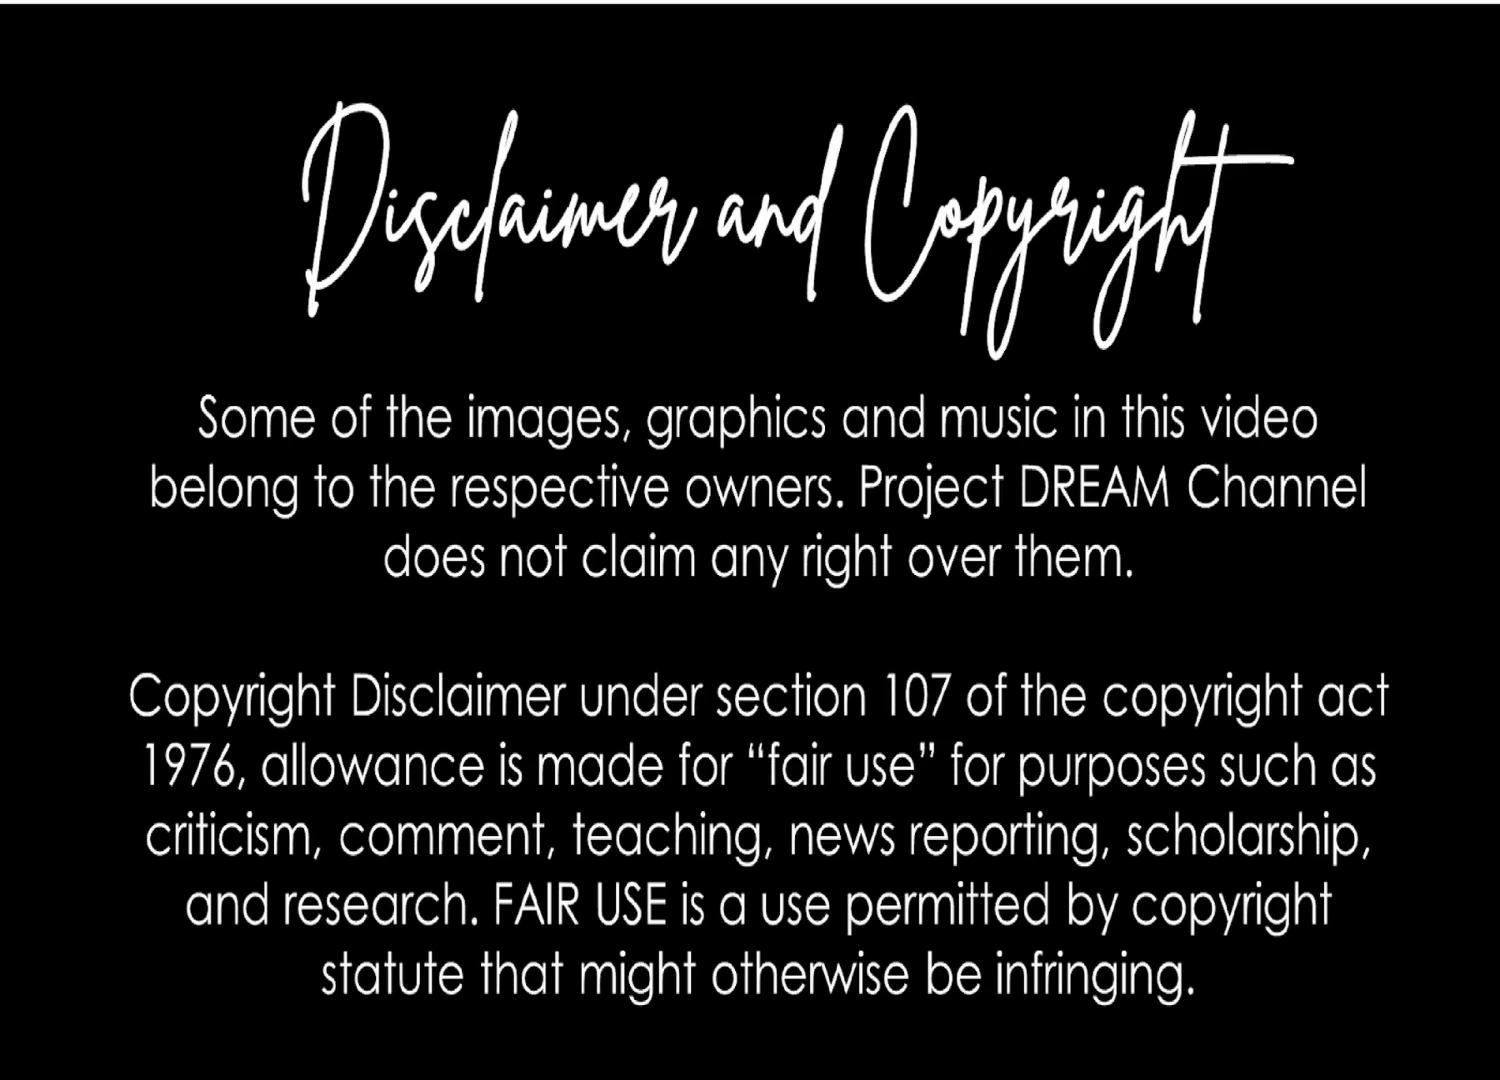 Disclaimer and Copyright
Some of the images, graphics and music in this video
belong to the respective owners. Project DREAM Channel
does not claim any right over them.
Copyright Disclaimer under section 107 of the copyright act
1976, allowance is made for “fair use” for purposes such as
criticism, comment, teaching, news reporting, scholarship,
and research. FAIR USE is a use permitted by copyright
statute that might otherwise be infringing.